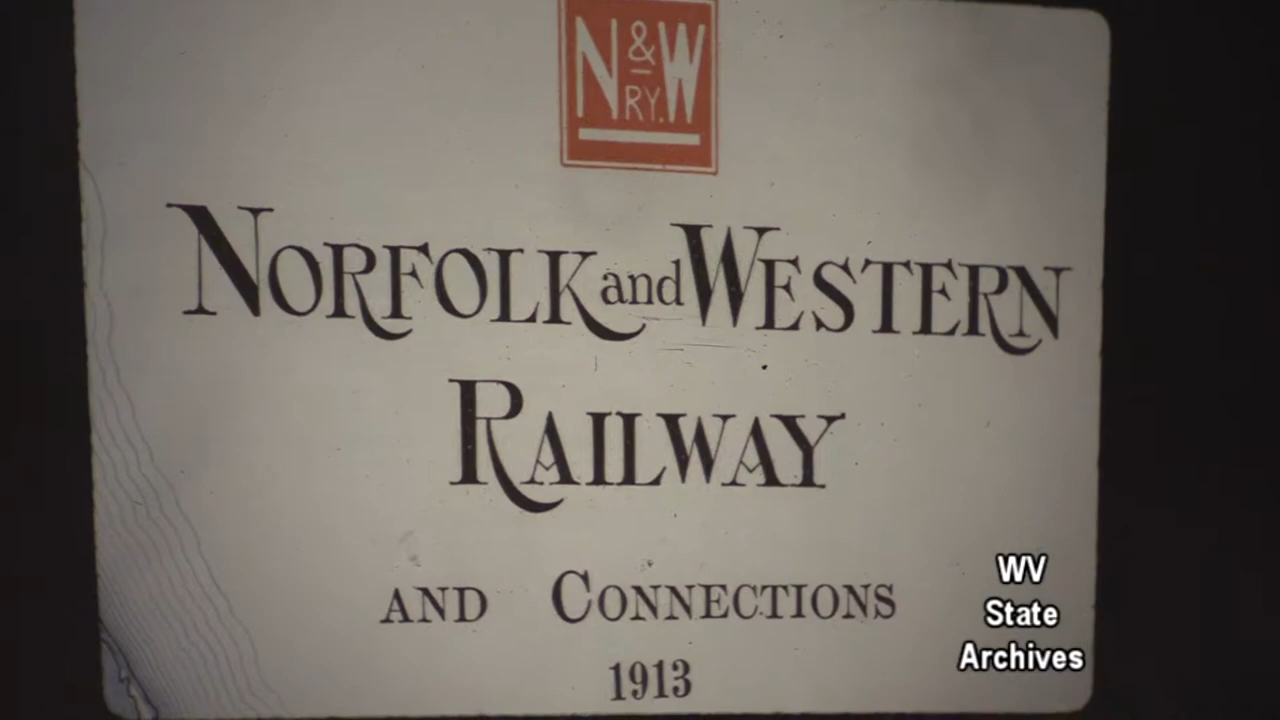 N & W
RY.
NORFOLK and WESTERN
RAILWAY
AND CONNECTIONS
1913
WV
State
Archives